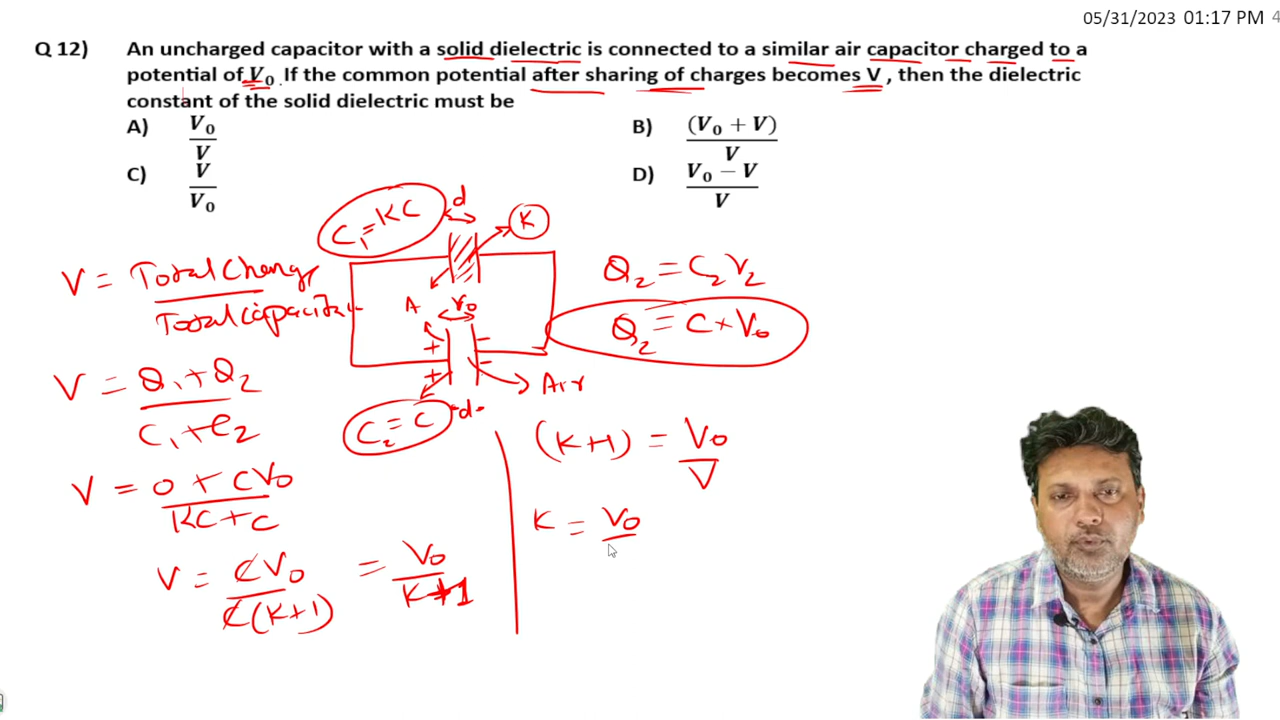 05/31/2023 01:17 PM 4
Q 12) An uncharged capacitor with a solid dielectric is connected to a similar air capacitor charged to a
potential of V₀ .If the common potential after sharing of charges becomes V , then the dielectric
constant of the solid dielectric must be
A) V₀/V B) (V₀ + V)/V
C) V/V₀ D) (V₀ − V)/V
C₁=KC
d
K
V = Total Charge / Total capacita
A
V₀
Q₂ = C₂V₂
Q₂ = C × V₀
+ −
+ −
Air
V = Q₁+Q₂ / C₁+C₂
C₂ = C
d
V = 0 + CV₀ / KC+C
V = CV₀ / C(K+1) = V₀ / K+1
(K+1) = V₀/V
K = V₀